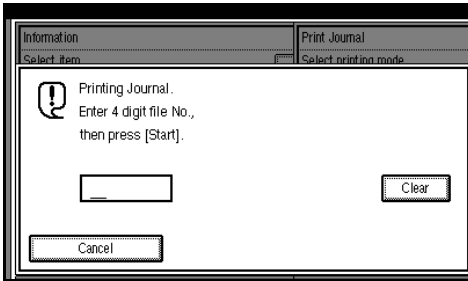 Information
Print Journal
Select item
Select printing mode
Printing Journal.
Enter 4 digit file No.,
then press [Start].
Clear
Cancel